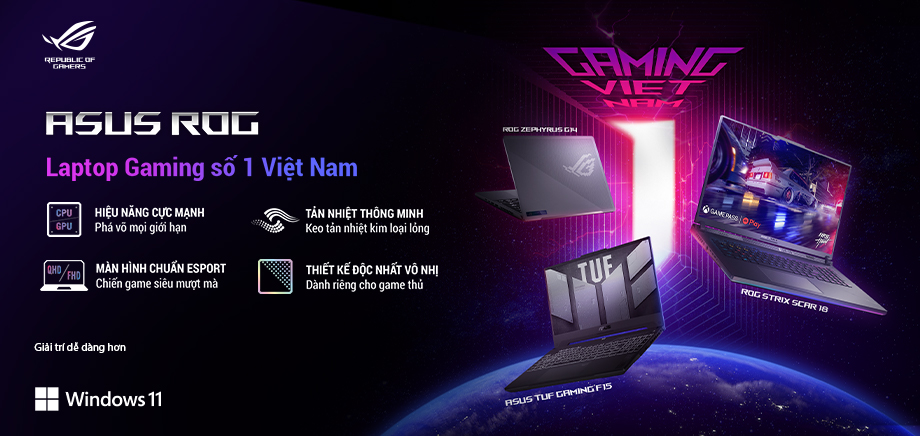 REPUBLIC OF
GAMERS
ASUS ROG
Laptop Gaming số 1 Việt Nam
CPU
GPU
HIỆU NĂNG CỰC MẠNH
Phá vỡ mọi giới hạn
TẢN NHIỆT THÔNG MINH
Keo tản nhiệt kim loại lỏng
QHD/
FHD
MÀN HÌNH CHUẨN ESPORT
Chiến game siêu mượt mà
THIẾT KẾ ĐỘC NHẤT VÔ NHỊ
Dành riêng cho game thủ
Giải trí dễ dàng hơn
Windows 11
GAMING
VIET
NAM
1
ROG ZEPHYRUS G14
GAME PASS
Play
ROG STRIX SCAR 18
TUF
ASUS TUF GAMING F15